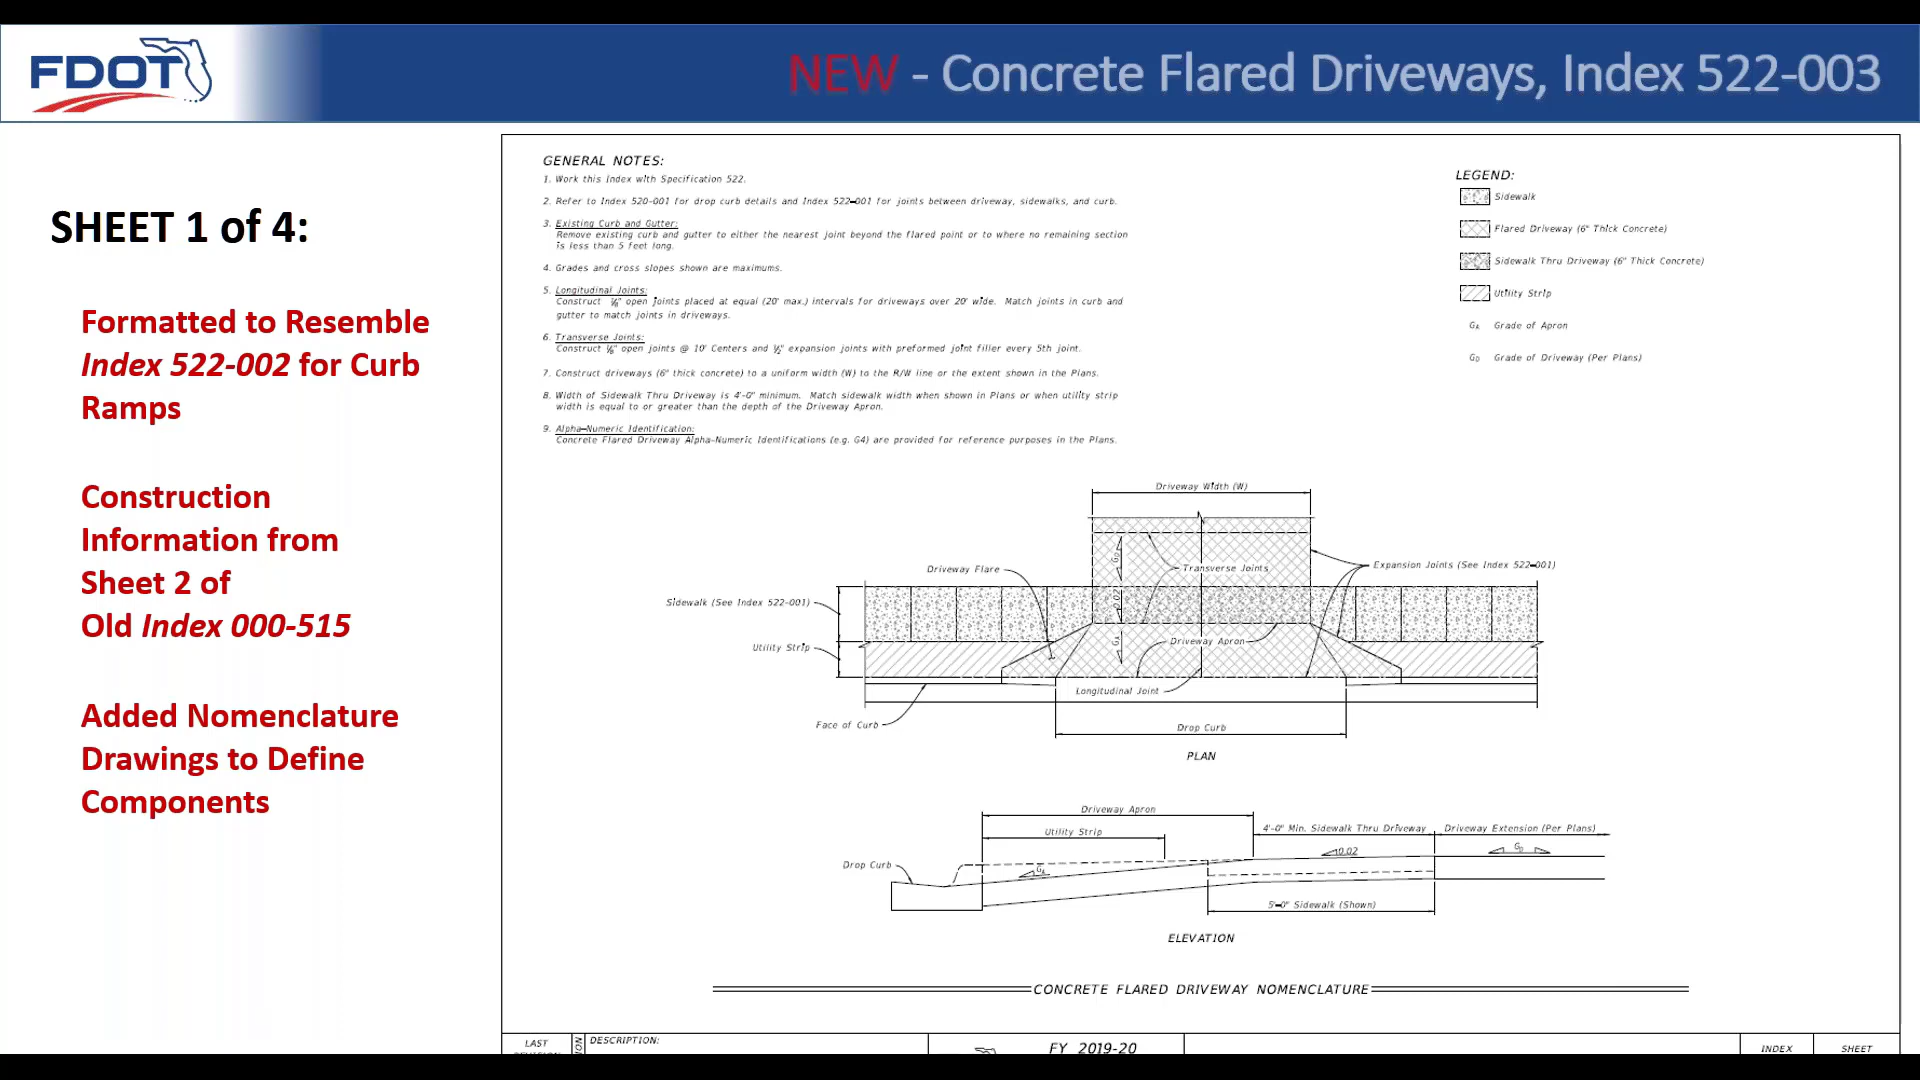 FDOT
NEW - Concrete Flared Driveways, Index 522-003
SHEET 1 of 4:
Formatted to Resemble
Index 522-002 for Curb
Ramps
Construction
Information from
Sheet 2 of
Old Index 000-515
Added Nomenclature
Drawings to Define
Components
GENERAL NOTES:
1. Work this Index with Specification 522.
2. Refer to Index 520-001 for drop curb details and Index 522-001 for joints between driveway, sidewalks, and curb.
3. Existing Curb and Gutter:
Remove existing curb and gutter to either the nearest joint beyond the flared point or to where no remaining section
is less than 5 feet long.
4. Grades and cross slopes shown are maximums.
5. Longitudinal Joints:
Construct ⅛" open joints placed at equal (20' max.) intervals for driveways over 20' wide. Match joints in curb and
gutter to match joints in driveways.
6. Transverse Joints:
Construct ⅛" open joints @ 10' Centers and ½" expansion joints with preformed joint filler every 5th joint.
7. Construct driveways (6" thick concrete) to a uniform width (W) to the R/W line or the extent shown in the Plans.
8. Width of Sidewalk Thru Driveway is 4'-0" minimum. Match sidewalk width when shown in Plans or when utility strip
width is equal to or greater than the depth of the Driveway Apron.
9. Alpha-Numeric Identification:
Concrete Flared Driveway Alpha-Numeric Identifications (e.g. G4) are provided for reference purposes in the Plans.
LEGEND:
Sidewalk
Flared Driveway (6" Thick Concrete)
Sidewalk Thru Driveway (6" Thick Concrete)
Utility Strip
GA Grade of Apron
GD Grade of Driveway (Per Plans)
Driveway Width (W)
GD
Driveway Flare
Transverse Joints
Expansion Joints (See Index 522-001)
Sidewalk (See Index 522-001)
0.02
Utility Strip
GA
Driveway Apron
Longitudinal Joint
Face of Curb
Drop Curb
PLAN
Driveway Apron
Utility Strip
4'-0" Min. Sidewalk Thru Driveway
Driveway Extension (Per Plans)
Drop Curb
GA
0.02
GD
5'-0" Sidewalk (Shown)
ELEVATION
CONCRETE FLARED DRIVEWAY NOMENCLATURE
LAST
DESCRIPTION:
FY 2019-20
INDEX
SHEET